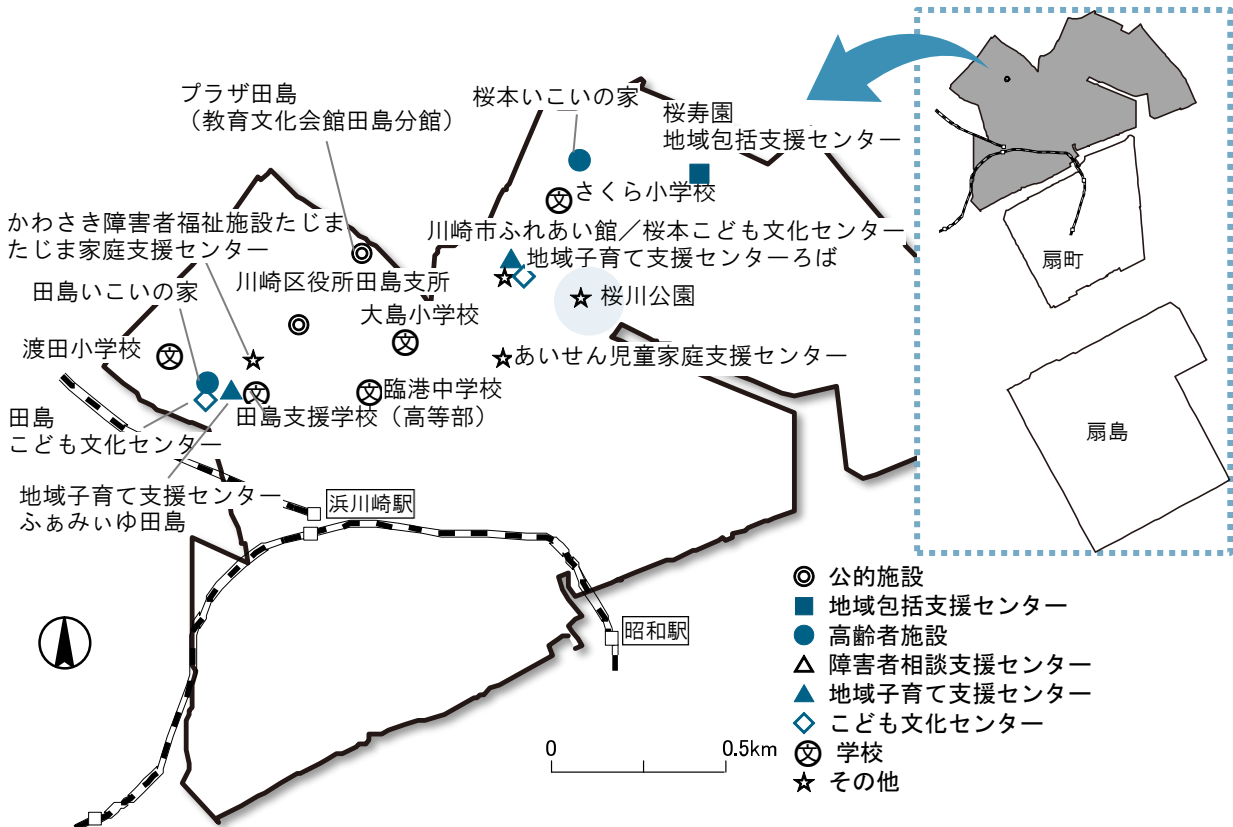 プラザ田島
（教育文化会館田島分館）
桜本いこいの家
桜寿園
地域包括支援センター
さくら小学校
かわさき障害者福祉施設たじま
たじま家庭支援センター
川崎市ふれあい館／桜本こども文化センター
地域子育て支援センターろば
川崎区役所田島支所
田島いこいの家
桜川公園
大島小学校
渡田小学校
あいせん児童家庭支援センター
臨港中学校
田島支援学校（高等部）
田島
こども文化センター
地域子育て支援センター
ふぁみぃゆ田島
浜川崎駅
昭和駅
扇町
扇島
0 0.5km
公的施設
地域包括支援センター
高齢者施設
障害者相談支援センター
地域子育て支援センター
こども文化センター
文 学校
その他
文
文
文
文
文